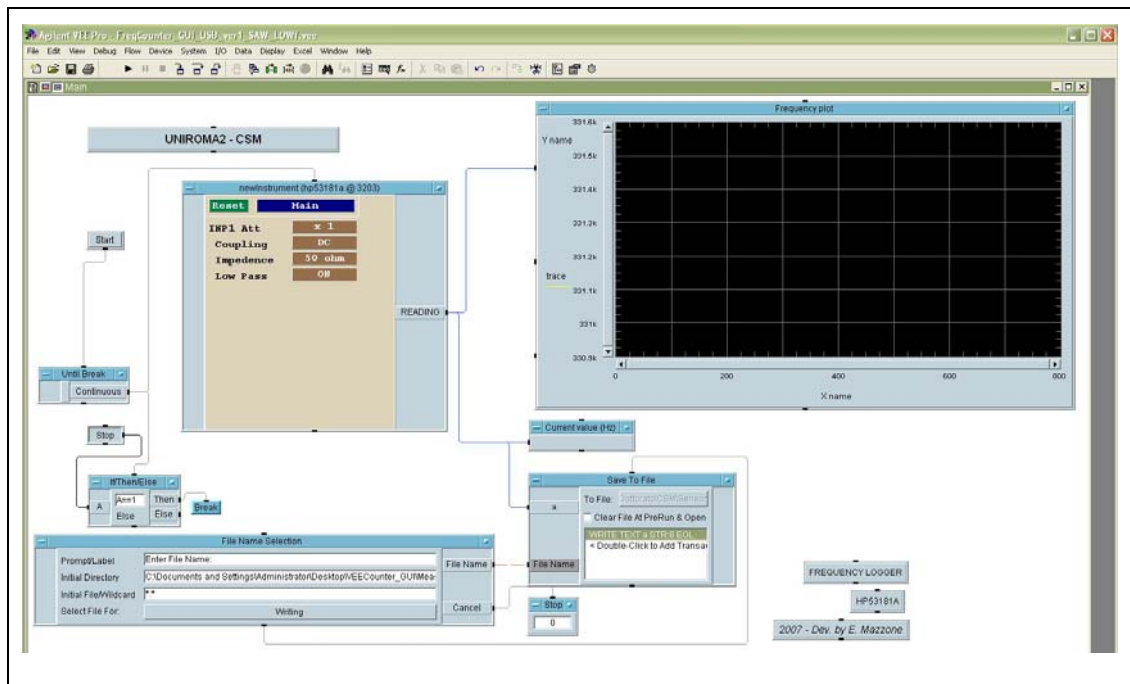 Agilent VEE Pro - FreqCounter_GUI_USB_ver1_SAW_LOW!.vee
File Edit View Debug Flow Device System I/O Data Display Excel Window Help
Main
UNIROMA2 - CSM
newInstrument (hp53181a @ 3203)
Reset Main
INP1 Att x 1
Coupling DC
Impedence 50 ohm
Low Pass ON
READING
Frequency plot
Y name
trace
331.6k
331.5k
331.4k
331.2k
331.2k
331.1k
331k
330.9k
0 200 400 600 800
X name
Start
Until Break
Continuous
Stop
If/Then/Else
A A==1 Then
Else Else
Break
Current value (Hz)
Save To File
a
To File:
Clear File At PreRun & Open
WRITE TEXT a STR:8 EOL
< Double-Click to Add Transa
File Name
File Name Selection
Prompt/Label Enter File Name:
Initial Directory C:\Documents and Settings\Administrator\Desktop\VEECounter_GUI\Mea
Initial File/Wildcard *.*
Select File For: Writing
File Name
Cancel
Stop
0
FREQUENCY LOGGER
HP53181A
2007 - Dev. by E. Mazzone